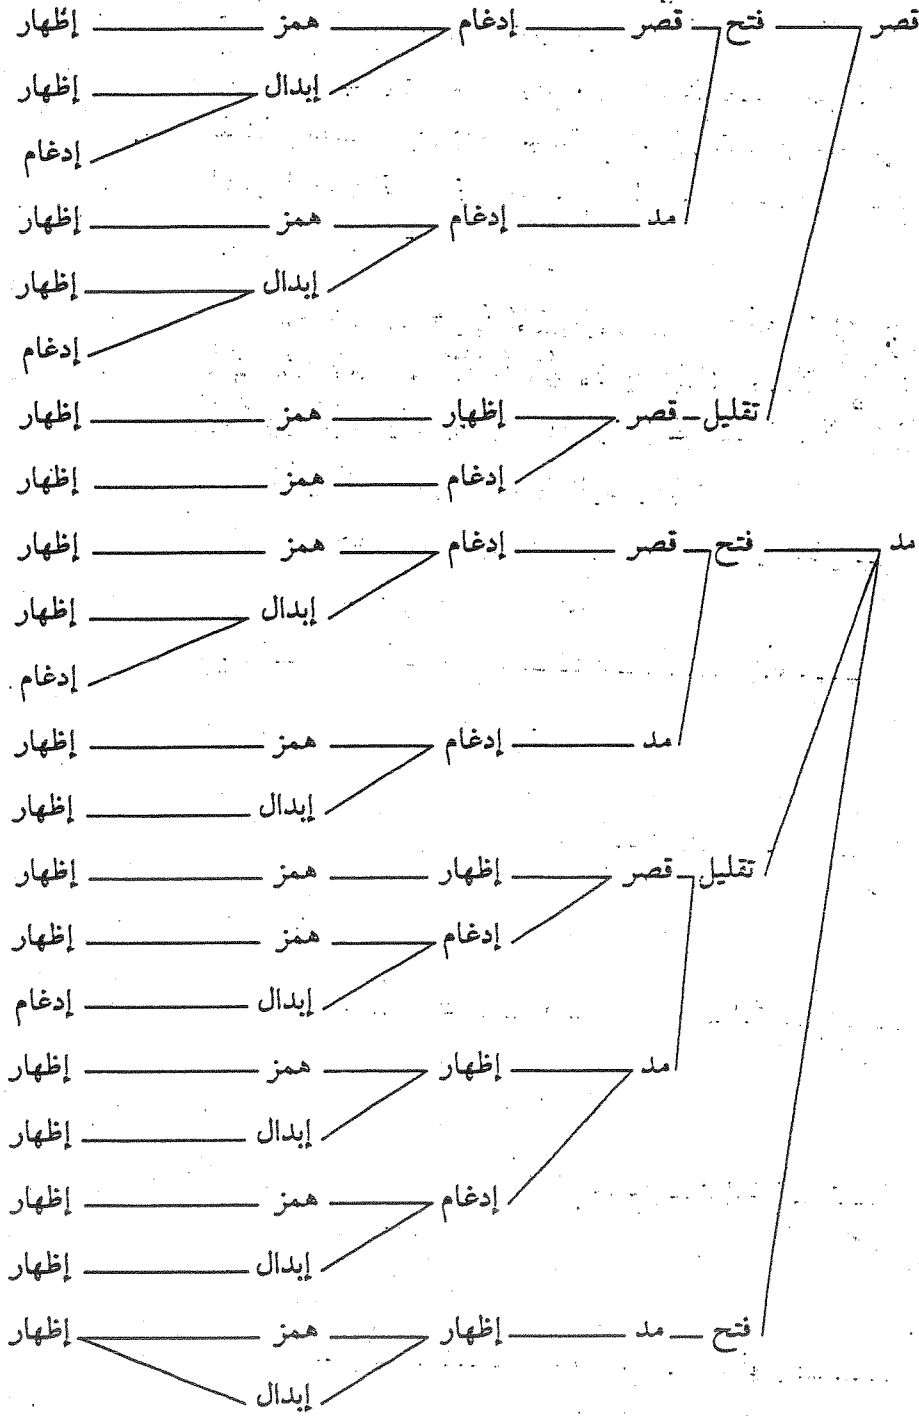 قصر فتح قصر إدغام همز إظهار
إبدال إظهار
إدغام
مد إدغام همز إظهار
إبدال إظهار
إدغام
تقليل قصر إظهار همز إظهار
إدغام همز إظهار
مد فتح قصر إدغام همز إظهار
إبدال إظهار
إدغام
مد إدغام همز إظهار
إبدال إظهار
تقليل قصر إظهار همز إظهار
إدغام همز إظهار
إبدال إدغام
مد إظهار همز إظهار
إبدال إظهار
إدغام همز إظهار
إبدال إظهار
فتح مد إظهار همز إظهار
إبدال